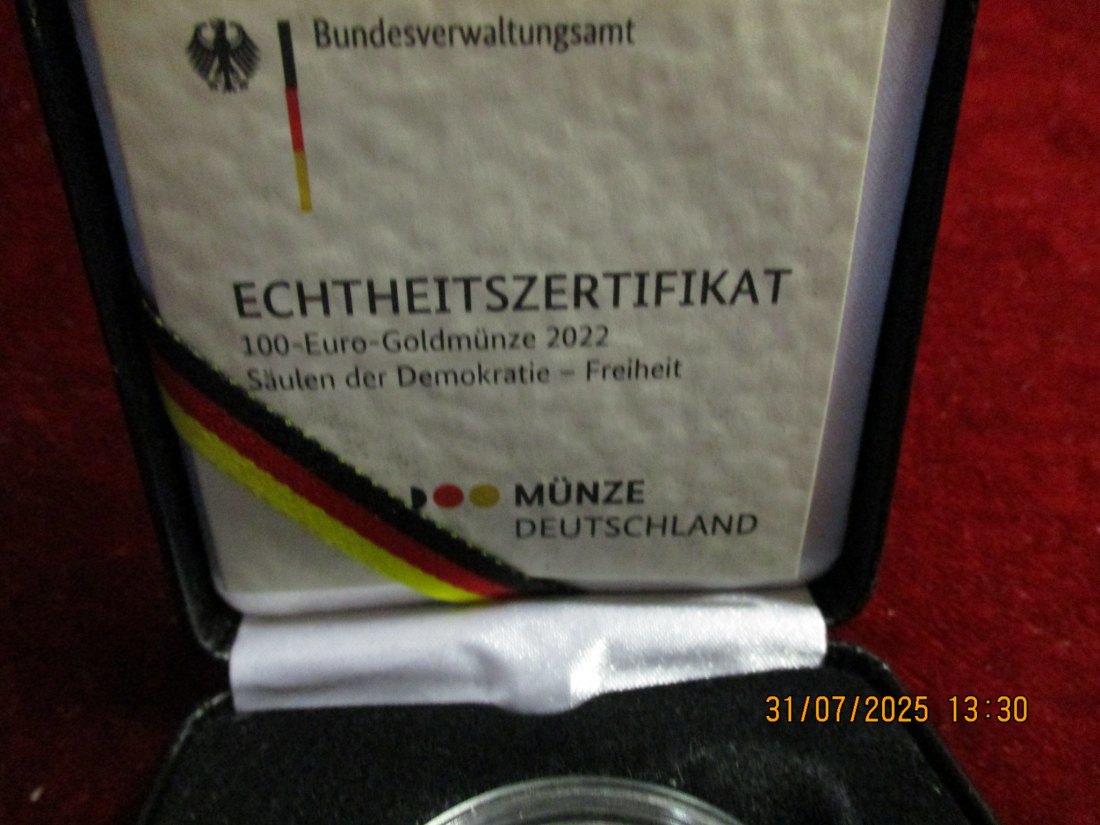 Bundesverwaltungsamt
ECHTHEITSZERTIFIKAT
100-Euro-Goldmünze 2022
Säulen der Demokratie – Freiheit
MÜNZE
DEUTSCHLAND
31/07/2025 13:30